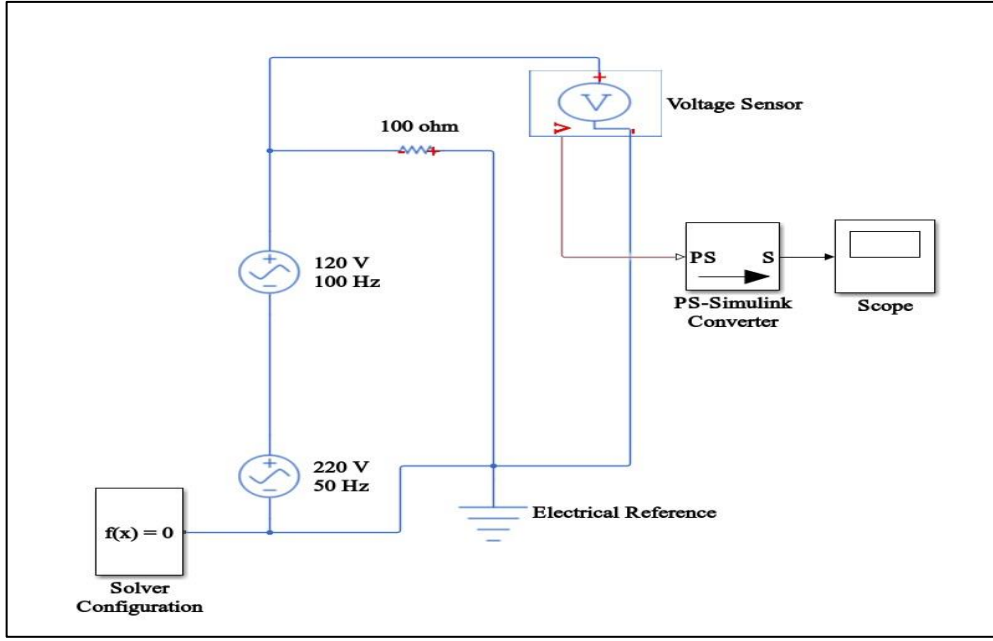 V
Voltage Sensor
V
100 ohm
120 V
100 Hz
PS
S
PS-Simulink
Converter
Scope
220 V
50 Hz
Electrical Reference
f(x) = 0
Solver
Configuration